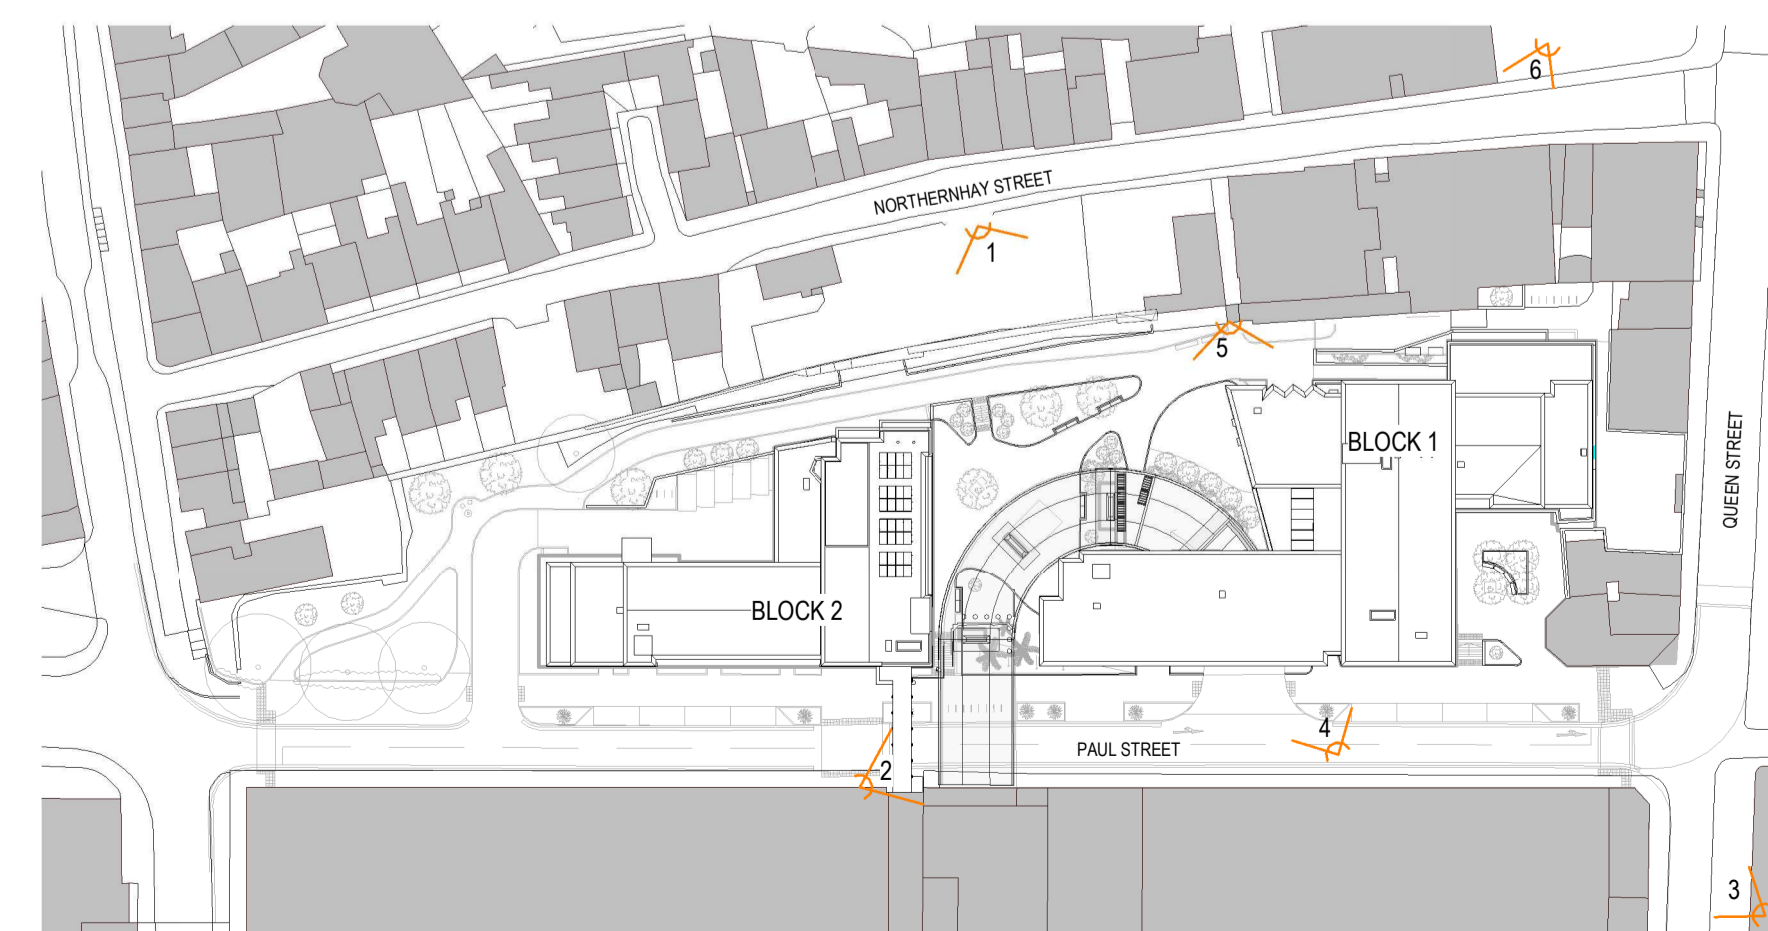 6
NORTHERNHAY STREET
1
5
BLOCK 1
QUEEN STREET
BLOCK 2
4
PAUL STREET
2
3